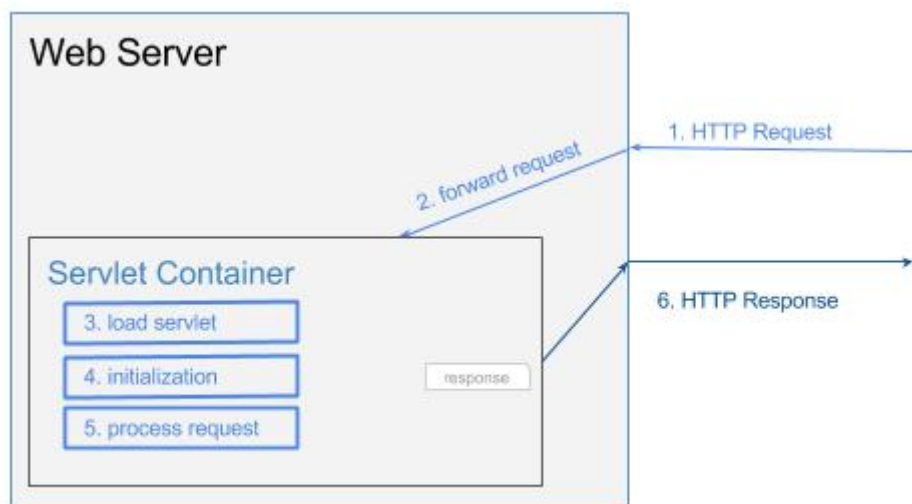 Web Server
1. HTTP Request
2. forward request
Servlet Container
3. load servlet
6. HTTP Response
4. initialization
response
5. process request